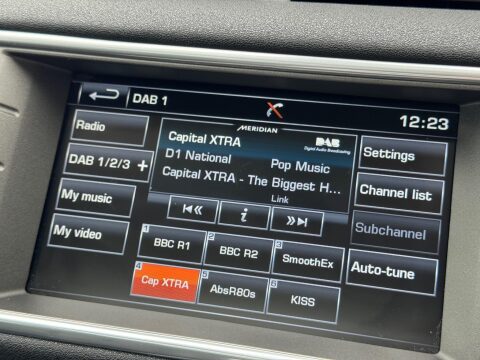 DAB 1
12:23
MERIDIAN
Radio
DAB 1/2/3 +
My music
My video
Capital XTRA
DAB
Digital Audio Broadcasting
D1 National Pop Music
Capital XTRA - The Biggest H...
Link
i
Settings
Channel list
Subchannel
Auto-tune
1 BBC R1
2 BBC R2
3 SmoothEx
4 Cap XTRA
5 AbsR80s
6 KISS